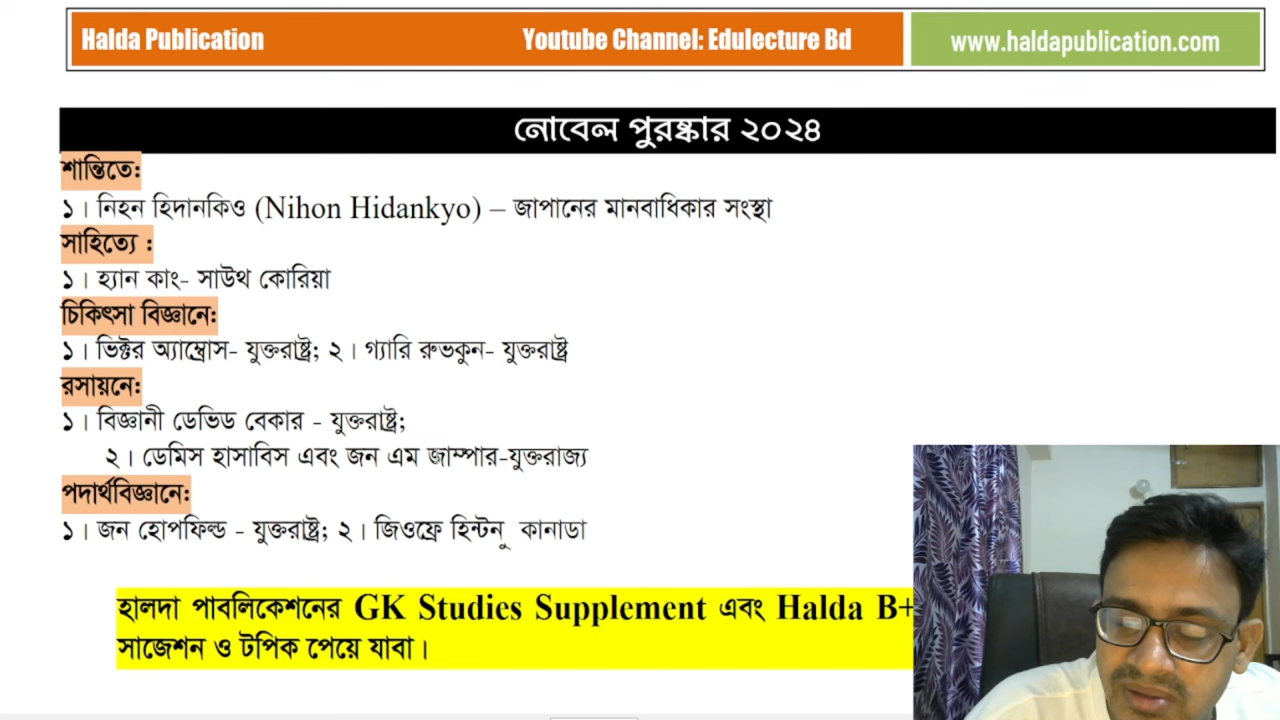 Halda Publication Youtube Channel: Edulecture Bd www.haldapublication.com
নোবেল পুরষ্কার ২০২৪
শান্তিতে:
১। নিহন হিদানকিও (Nihon Hidankyo) – জাপানের মানবাধিকার সংস্থা
সাহিত্যে :
১। হ্যান কাং- সাউথ কোরিয়া
চিকিৎসা বিজ্ঞানে:
১। ভিক্টর অ্যাম্ব্রোস- যুক্তরাষ্ট্র; ২। গ্যারি রুভকুন- যুক্তরাষ্ট্র
রসায়নে:
১। বিজ্ঞানী ডেভিড বেকার - যুক্তরাষ্ট্র;
২। ডেমিস হাসাবিস এবং জন এম জাম্পার-যুক্তরাজ্য
পদার্থবিজ্ঞানে:
১। জন হোপফিল্ড - যুক্তরাষ্ট্র; ২। জিওফ্রে হিন্টনু কানাডা
হালদা পাবলিকেশনের GK Studies Supplement এবং Halda B+
সাজেশন ও টপিক পেয়ে যাবা।